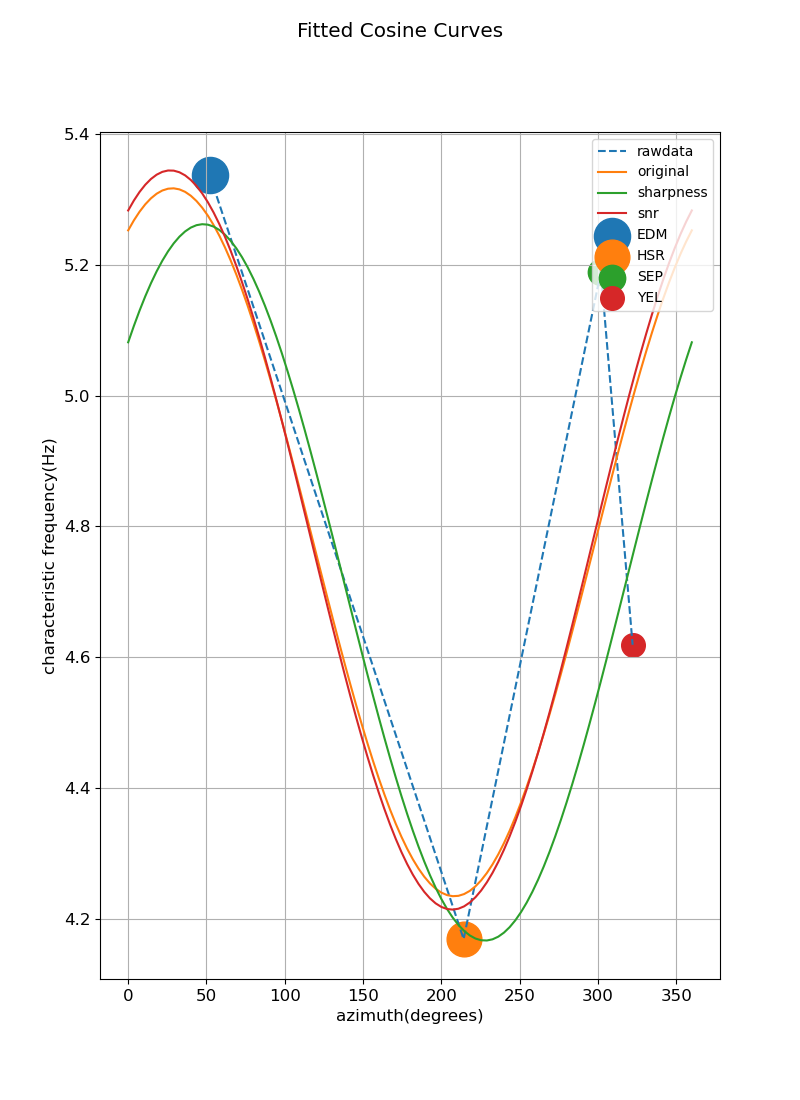 Fitted Cosine Curves
5.4
5.2
5.0
4.8
4.6
4.4
4.2
characteristic frequency(Hz)
rawdata
original
sharpness
snr
EDM
HSR
SEP
YEL
0 50 100 150 200 250 300 350
azimuth(degrees)